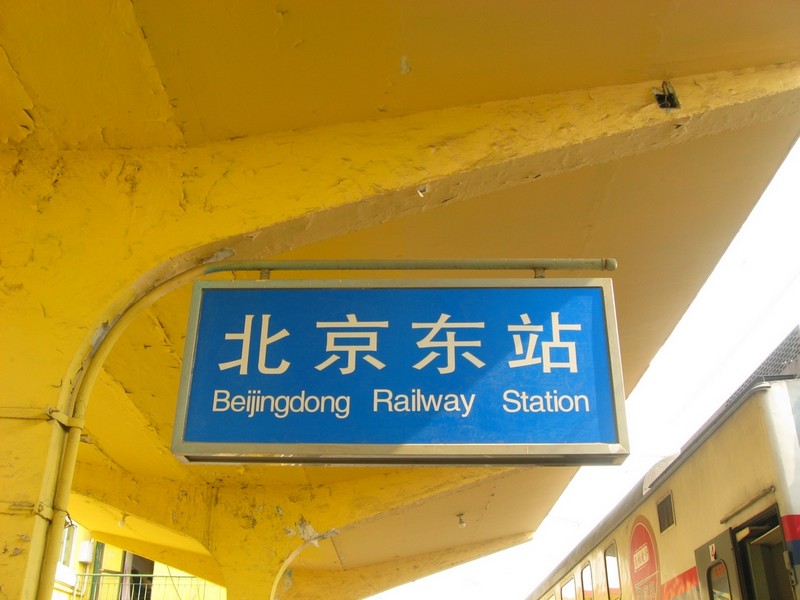 北京东站
Beijingdong Railway Station